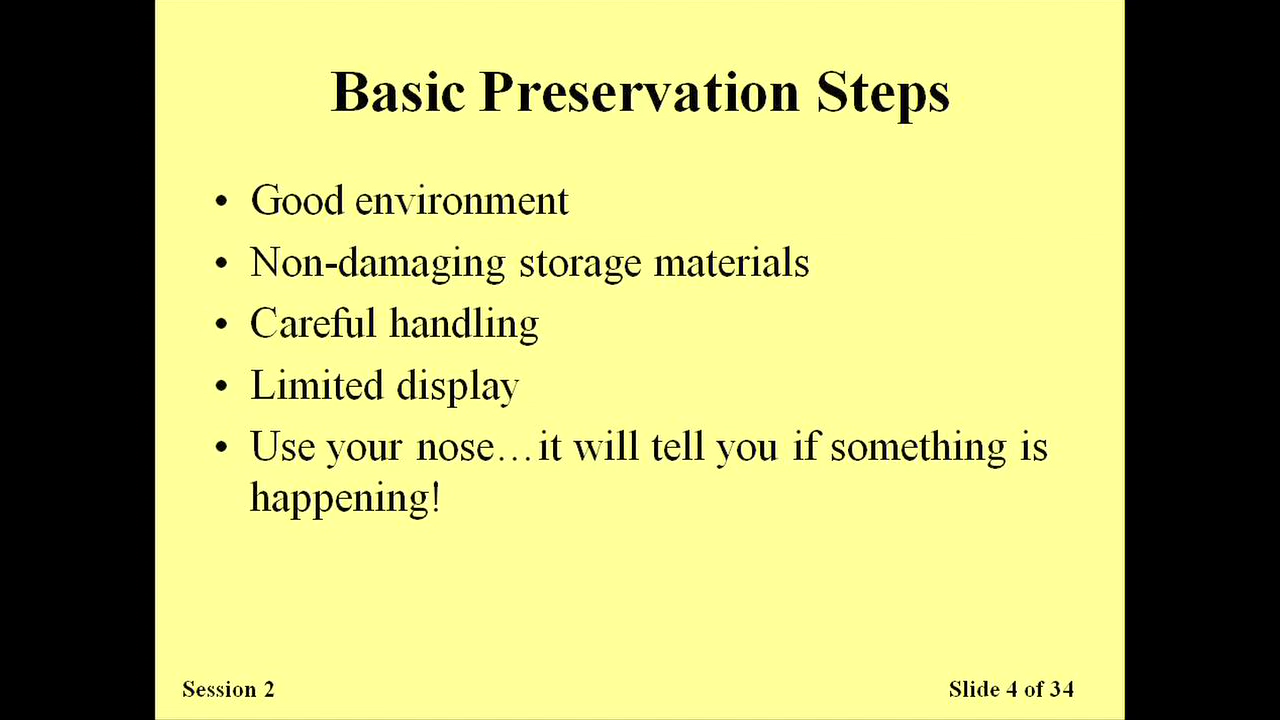 Basic Preservation Steps
• Good environment
• Non-damaging storage materials
• Careful handling
• Limited display
• Use your nose…it will tell you if something is
happening!
Session 2
Slide 4 of 34